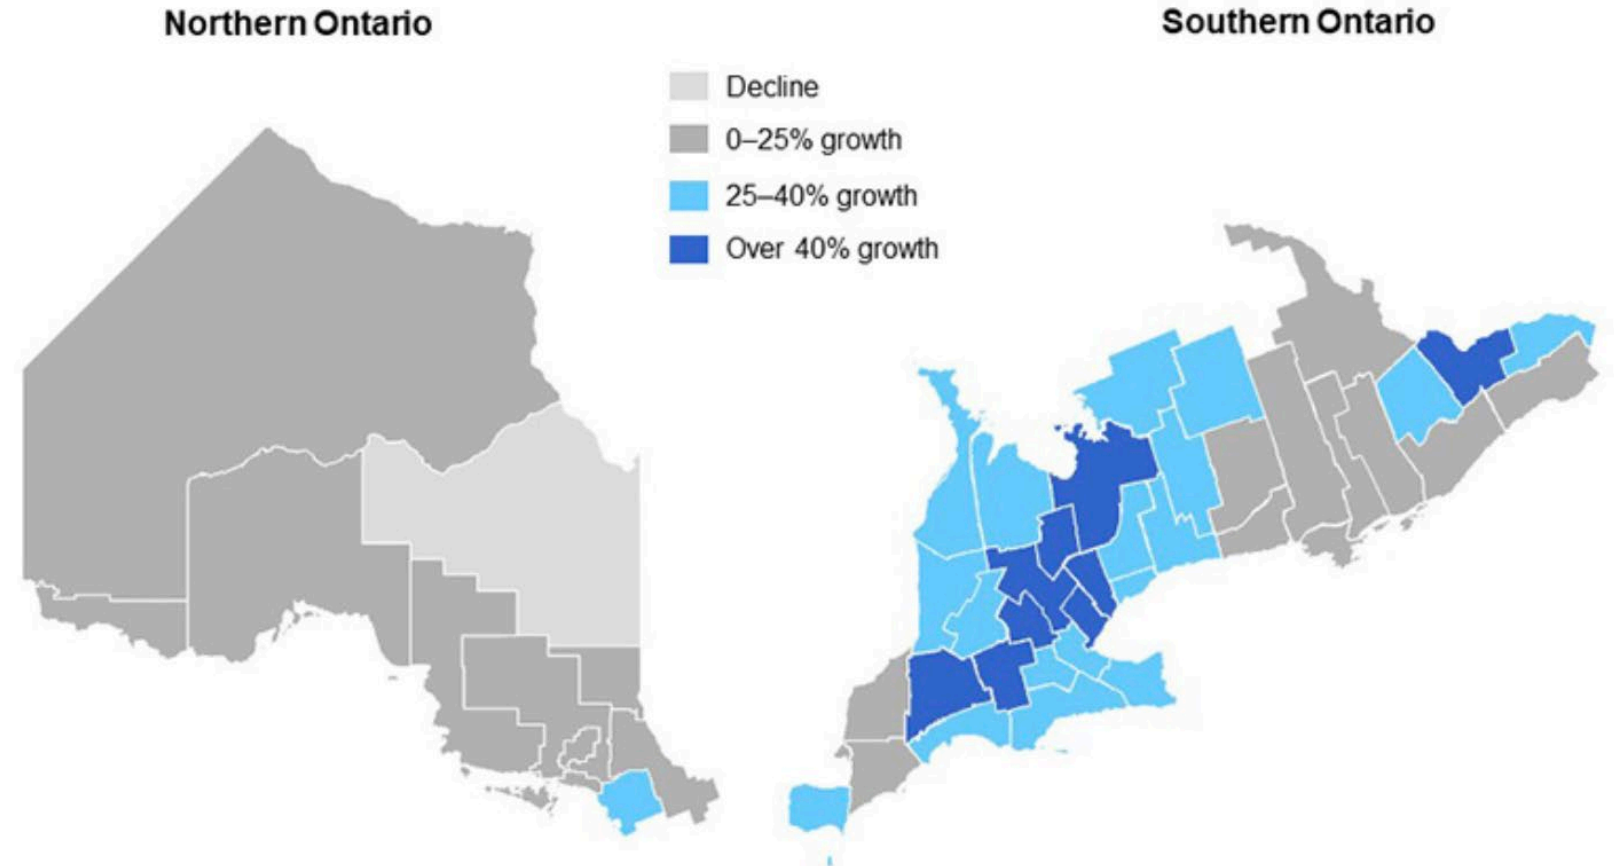 Northern Ontario
Southern Ontario
Decline
0–25% growth
25–40% growth
Over 40% growth